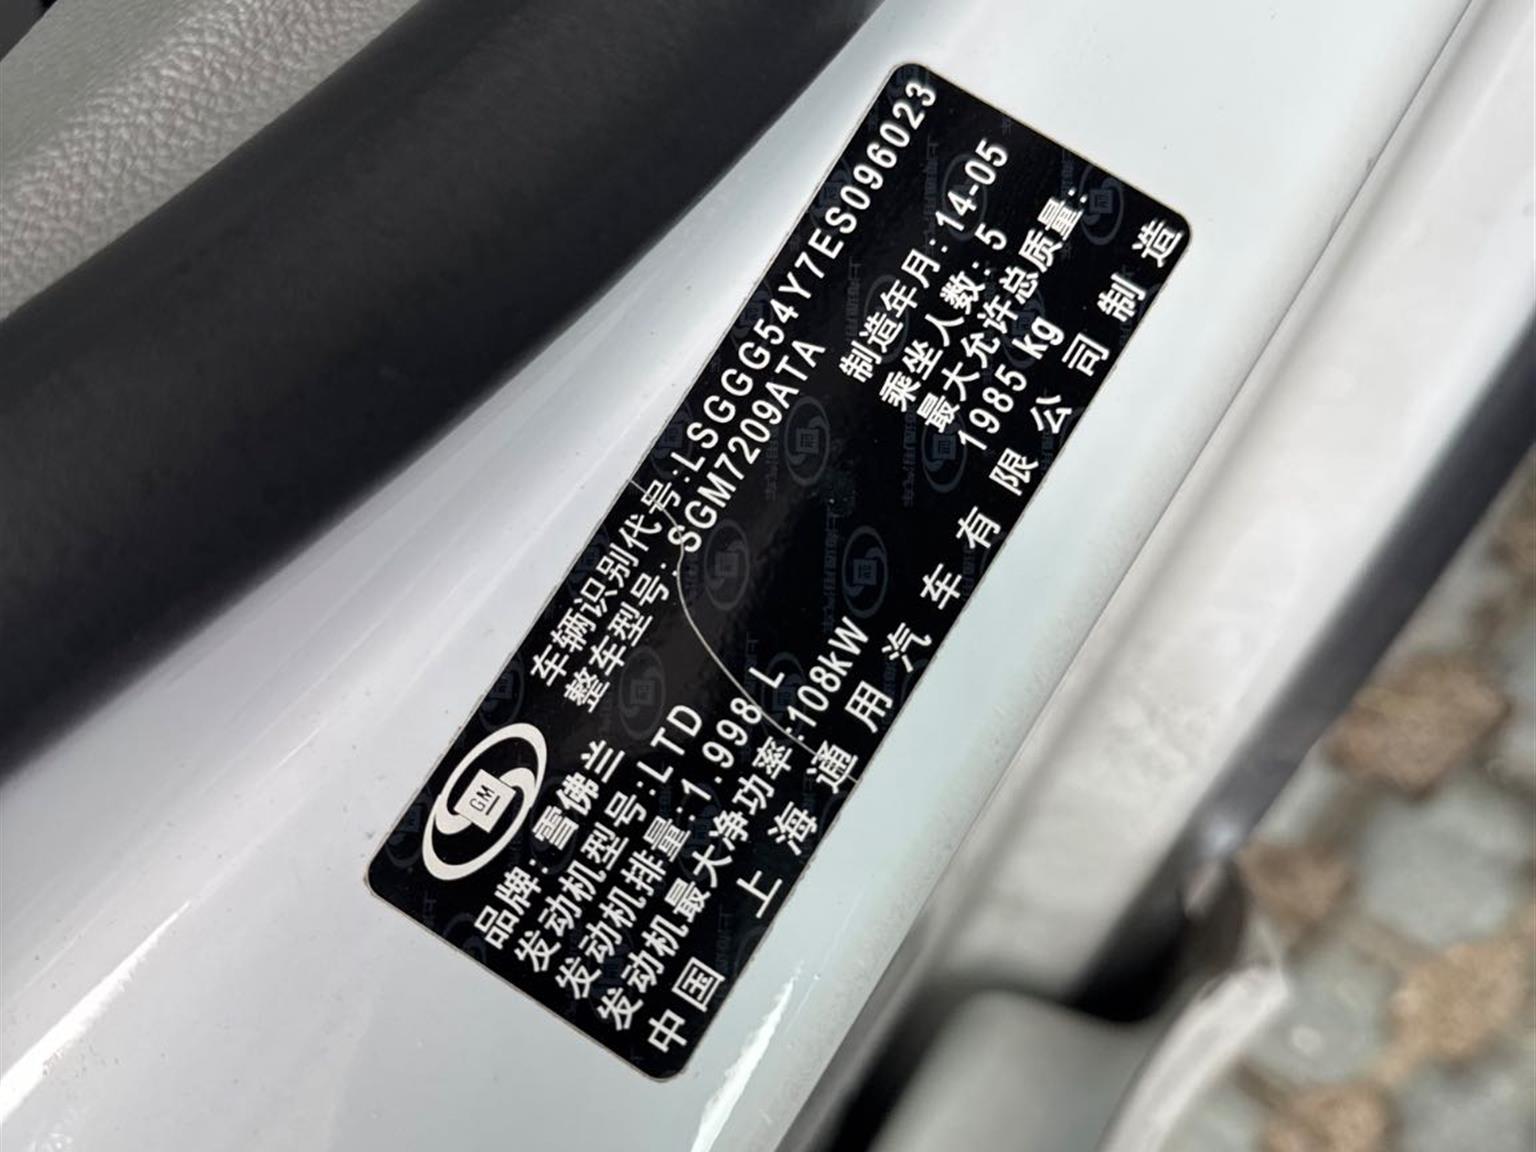 车辆识别代号:LSGGG54Y7ES096023
整车型号:SGM7209ATA
GM
品牌:雪佛兰
制造年月:14-05
发动机型号:LTD
乘坐人数:5
发动机排量:1.998 L
最大允许总质量:
1985 kg
发动机最大净功率:108kW
中国上海通用汽车有限公司制造